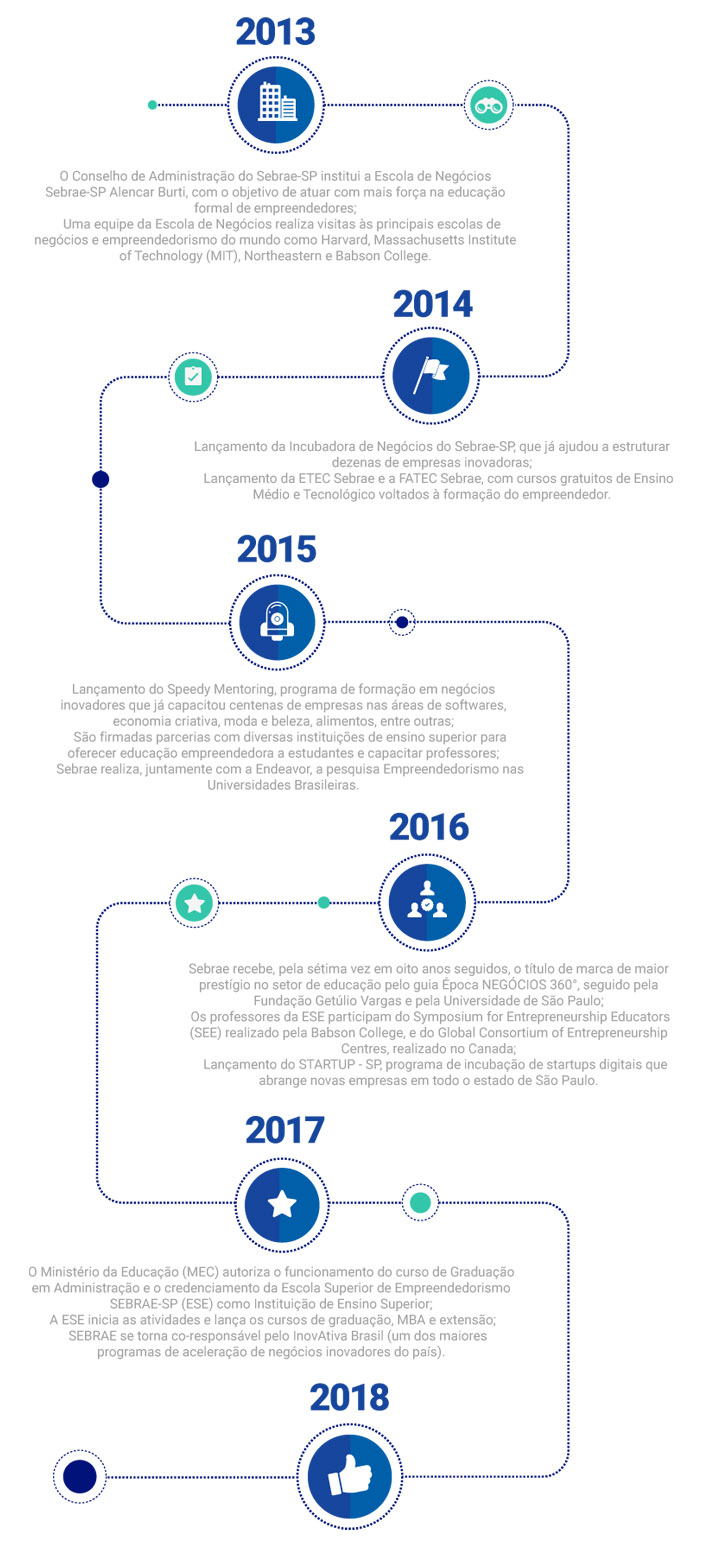 2013
O Conselho de Administração do Sebrae-SP institui a Escola de Negócios
Sebrae-SP Alencar Burti, com o objetivo de atuar com mais força na educação
formal de empreendedores;
Uma equipe da Escola de Negócios realiza visitas às principais escolas de
negócios e empreendedorismo do mundo como Harvard, Massachusetts Institute
of Technology (MIT), Northeastern e Babson College.
2014
Lançamento da Incubadora de Negócios do Sebrae-SP, que já ajudou a estruturar
dezenas de empresas inovadoras;
Lançamento da ETEC Sebrae e a FATEC Sebrae, com cursos gratuitos de Ensino
Médio e Tecnológico voltados à formação do empreendedor.
2015
Lançamento do Speedy Mentoring, programa de formação em negócios
inovadores que já capacitou centenas de empresas nas áreas de softwares,
economia criativa, moda e beleza, alimentos, entre outras;
São firmadas parcerias com diversas instituições de ensino superior para
oferecer educação empreendedora a estudantes e capacitar professores;
Sebrae realiza, juntamente com a Endeavor, a pesquisa Empreendedorismo nas
Universidades Brasileiras.
2016
Sebrae recebe, pela sétima vez em oito anos seguidos, o título de marca de maior
prestígio no setor de educação pelo guia Época NEGÓCIOS 360°, seguido pela
Fundação Getúlio Vargas e pela Universidade de São Paulo;
Os professores da ESE participam do Symposium for Entrepreneurship Educators
(SEE) realizado pela Babson College, e do Global Consortium of Entrepreneurship
Centres, realizado no Canada;
Lançamento do STARTUP - SP, programa de incubação de startups digitais que
abrange novas empresas em todo o estado de São Paulo.
2017
O Ministério da Educação (MEC) autoriza o funcionamento do curso de Graduação
em Administração e o credenciamento da Escola Superior de Empreendedorismo
SEBRAE-SP (ESE) como Instituição de Ensino Superior;
A ESE inicia as atividades e lança os cursos de graduação, MBA e extensão;
SEBRAE se torna co-responsável pelo InovAtiva Brasil (um dos maiores
programas de aceleração de negócios inovadores do país).
2018